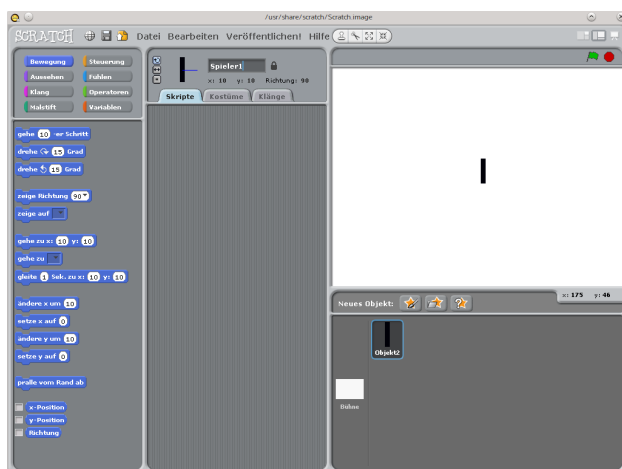 /usr/share/scratch/Scratch.image
SCRATCH Datei Bearbeiten Veröffentlichen! Hilfe
Bewegung Steuerung
Aussehen Fühlen
Klang Operatoren
Malstift Variablen
Spieler1
x: 10 y: 10 Richtung: 90
Skripte Kostüme Klänge
gehe 10 -er Schritt
drehe 15 Grad
drehe 15 Grad
zeige Richtung 90
zeige auf
gehe zu x: 10 y: 10
gehe zu
gleite 1 Sek. zu x: 10 y: 10
ändere x um 10
setze x auf 0
ändere y um 10
setze y auf 0
pralle vom Rand ab
x-Position
y-Position
Richtung
x: 175 y: 46
Neues Objekt:
Objekt2
Bühne